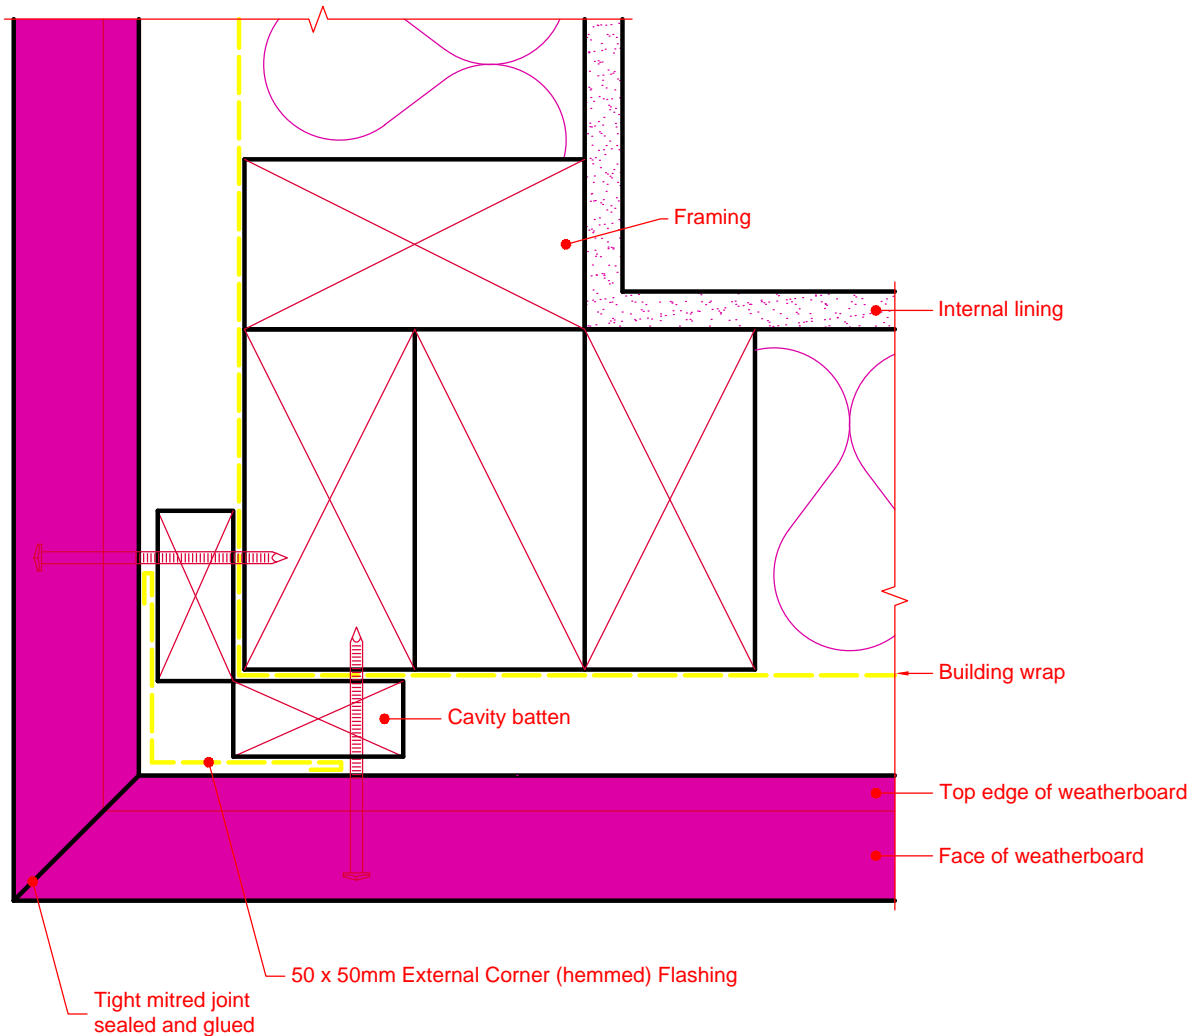 Framing
Internal lining
Building wrap
Cavity batten
Top edge of weatherboard
Face of weatherboard
50 x 50mm External Corner (hemmed) Flashing
Tight mitred joint
sealed and glued